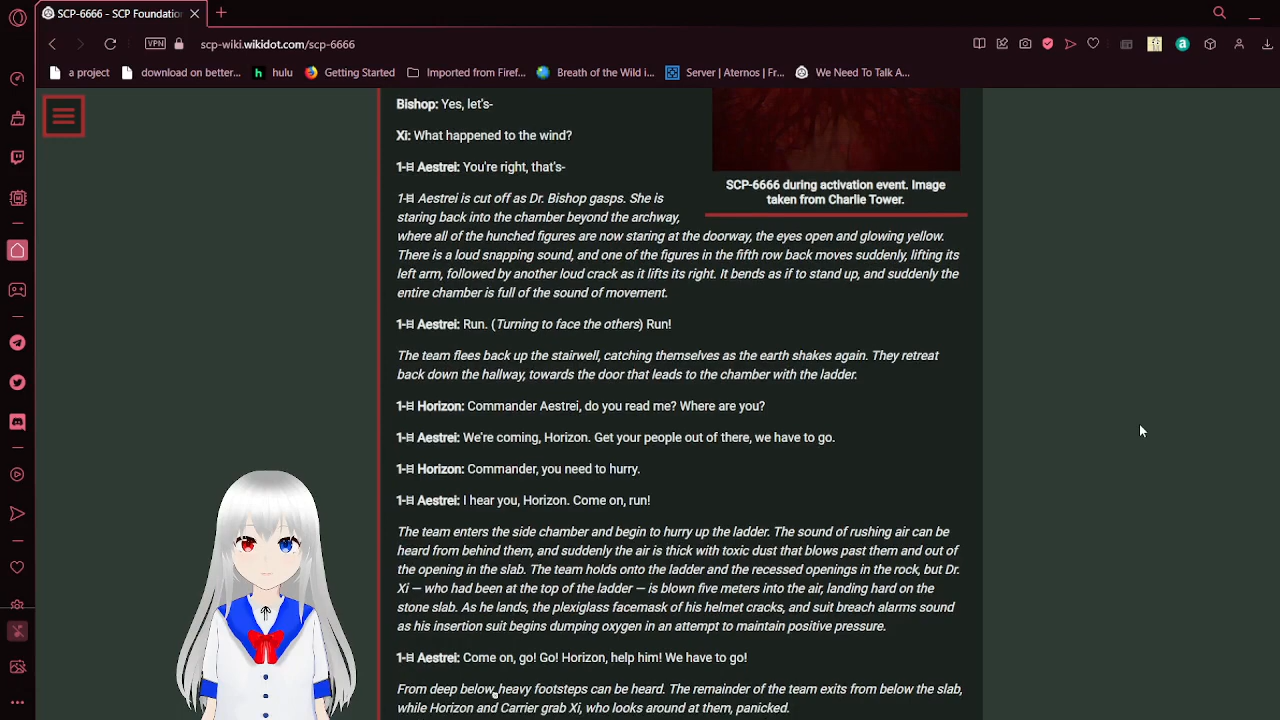 SCP-6666 - SCP Foundation
VPN
scp-wiki.wikidot.com/scp-6666
a project
download on better...
hulu
Getting Started
Imported from Firef...
Breath of the Wild i...
Server | Aternos | Fr...
We Need To Talk A...
Bishop: Yes, let's-
Xi: What happened to the wind?
1-⌗ Aestrei: You're right, that's-
SCP-6666 during activation event. Image
taken from Charlie Tower.
1-⌗ Aestrei is cut off as Dr. Bishop gasps. She is
staring back into the chamber beyond the archway,
where all of the hunched figures are now staring at the doorway, the eyes open and glowing yellow.
There is a loud snapping sound, and one of the figures in the fifth row back moves suddenly, lifting its
left arm, followed by another loud crack as it lifts its right. It bends as if to stand up, and suddenly the
entire chamber is full of the sound of movement.
1-⌗ Aestrei: Run. (Turning to face the others) Run!
The team flees back up the stairwell, catching themselves as the earth shakes again. They retreat
back down the hallway, towards the door that leads to the chamber with the ladder.
1-⌗ Horizon: Commander Aestrei, do you read me? Where are you?
1-⌗ Aestrei: We're coming, Horizon. Get your people out of there, we have to go.
1-⌗ Horizon: Commander, you need to hurry.
1-⌗ Aestrei: I hear you, Horizon. Come on, run!
The team enters the side chamber and begin to hurry up the ladder. The sound of rushing air can be
heard from behind them, and suddenly the air is thick with toxic dust that blows past them and out of
the opening in the slab. The team holds onto the ladder and the recessed openings in the rock, but Dr.
Xi — who had been at the top of the ladder — is blown five meters into the air, landing hard on the
stone slab. As he lands, the plexiglass facemask of his helmet cracks, and suit breach alarms sound
as his insertion suit begins dumping oxygen in an attempt to maintain positive pressure.
1-⌗ Aestrei: Come on, go! Go! Horizon, help him! We have to go!
From deep below, heavy footsteps can be heard. The remainder of the team exits from below the slab,
while Horizon and Carrier grab Xi, who looks around at them, panicked.